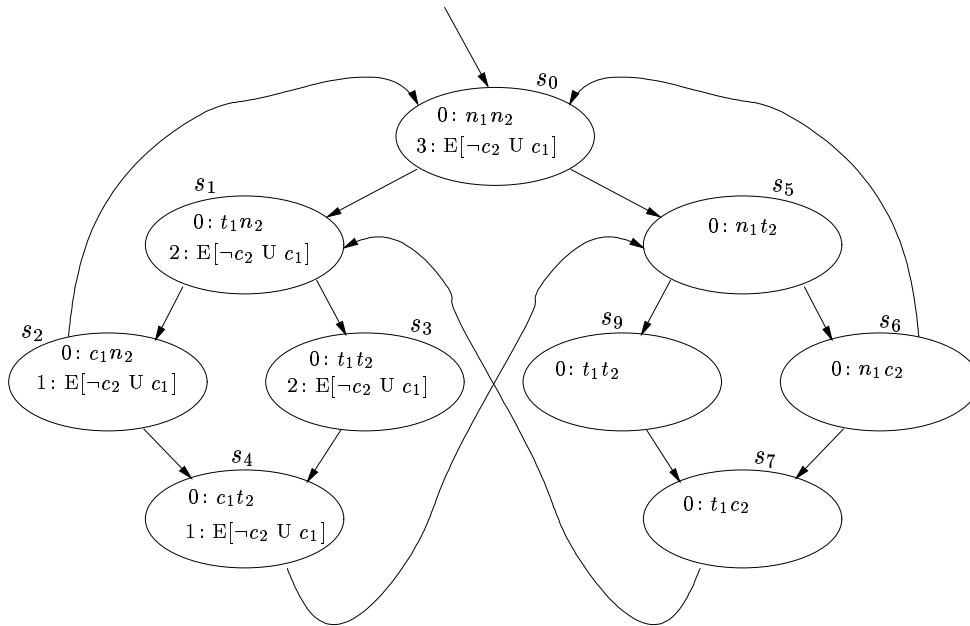 s₀
0: n₁n₂
3: E[¬c₂ U c₁]
s₁
0: t₁n₂
2: E[¬c₂ U c₁]
s₅
0: n₁t₂
s₂
0: c₁n₂
1: E[¬c₂ U c₁]
s₃
0: t₁t₂
2: E[¬c₂ U c₁]
s₉
0: t₁t₂
s₆
0: n₁c₂
s₄
0: c₁t₂
1: E[¬c₂ U c₁]
s₇
0: t₁c₂